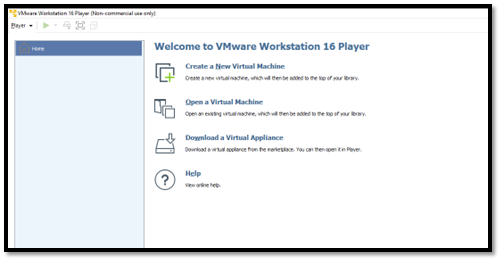 VMware Workstation 16 Player (Non-commercial use only)
Player
Home
Welcome to VMware Workstation 16 Player
Create a New Virtual Machine
Create a new virtual machine, which will then be added to the top of your library.
Open a Virtual Machine
Open an existing virtual machine, which will then be added to the top of your library.
Download a Virtual Appliance
Download a virtual appliance from the marketplace. You can then open it in Player.
Help
View online help.